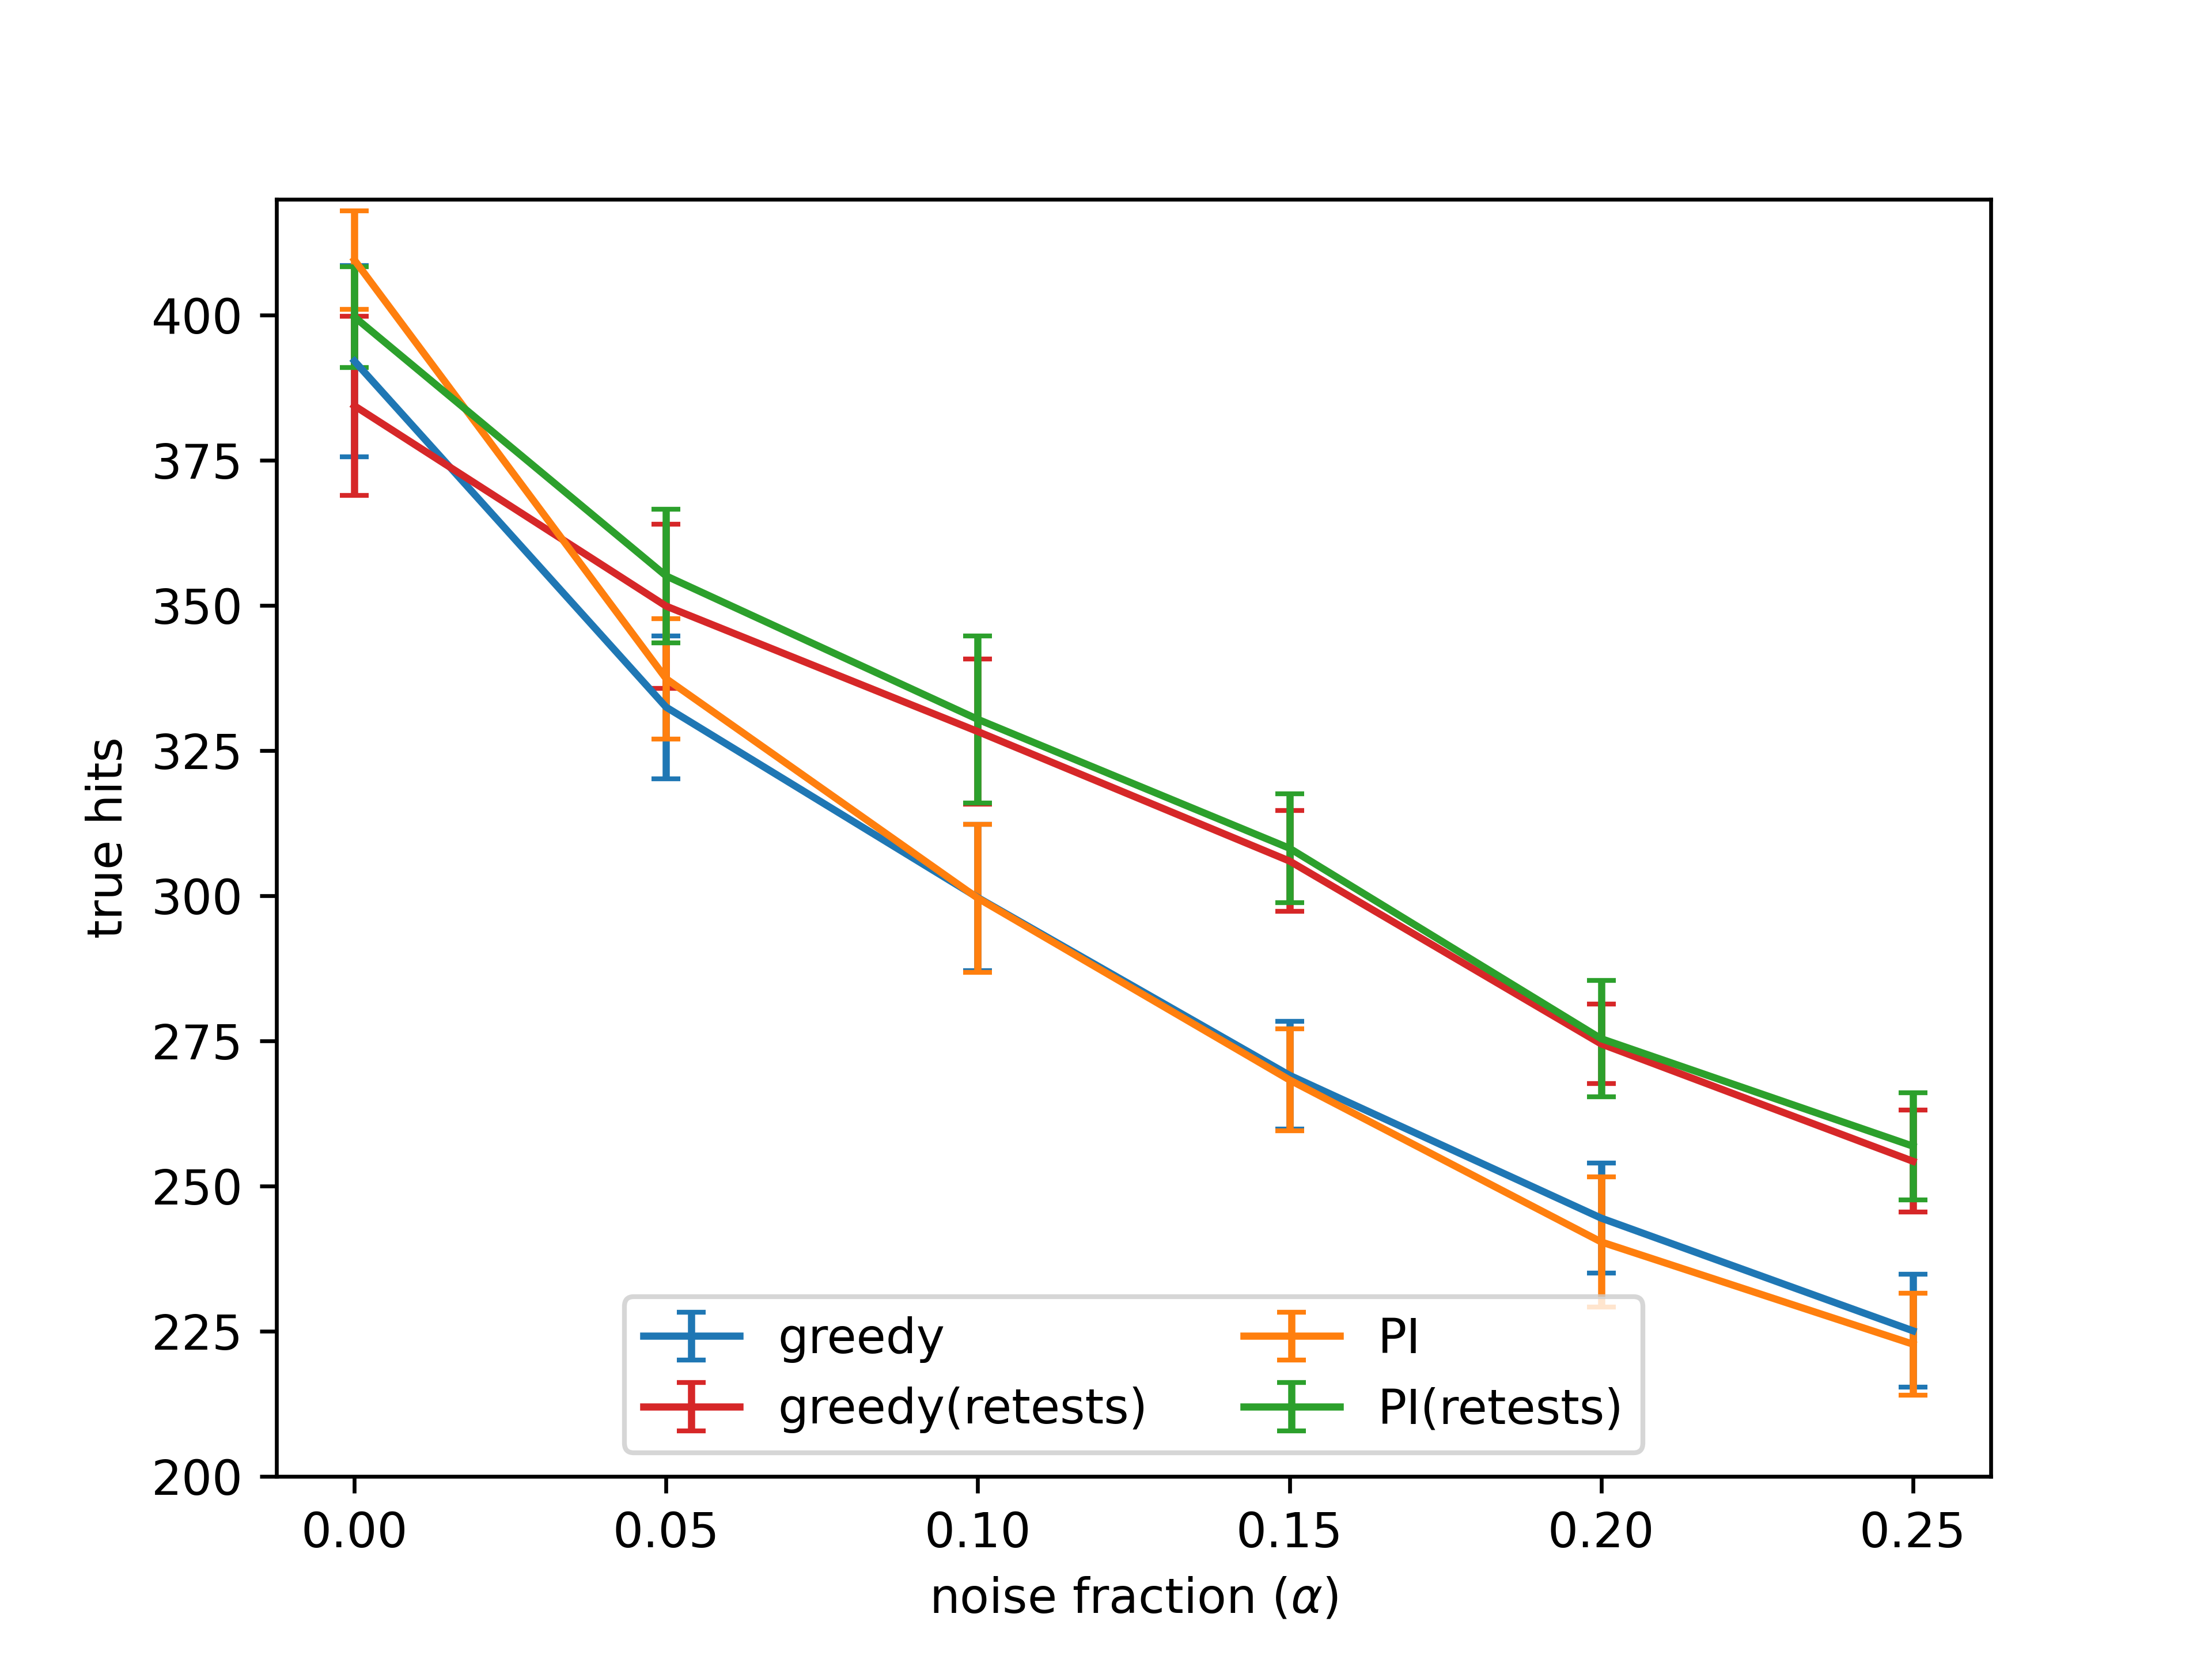 400
375
350
325
300
275
250
225
200
true hits
greedy
greedy(retests)
PI
PI(retests)
0.00 0.05 0.10 0.15 0.20 0.25
noise fraction (α)